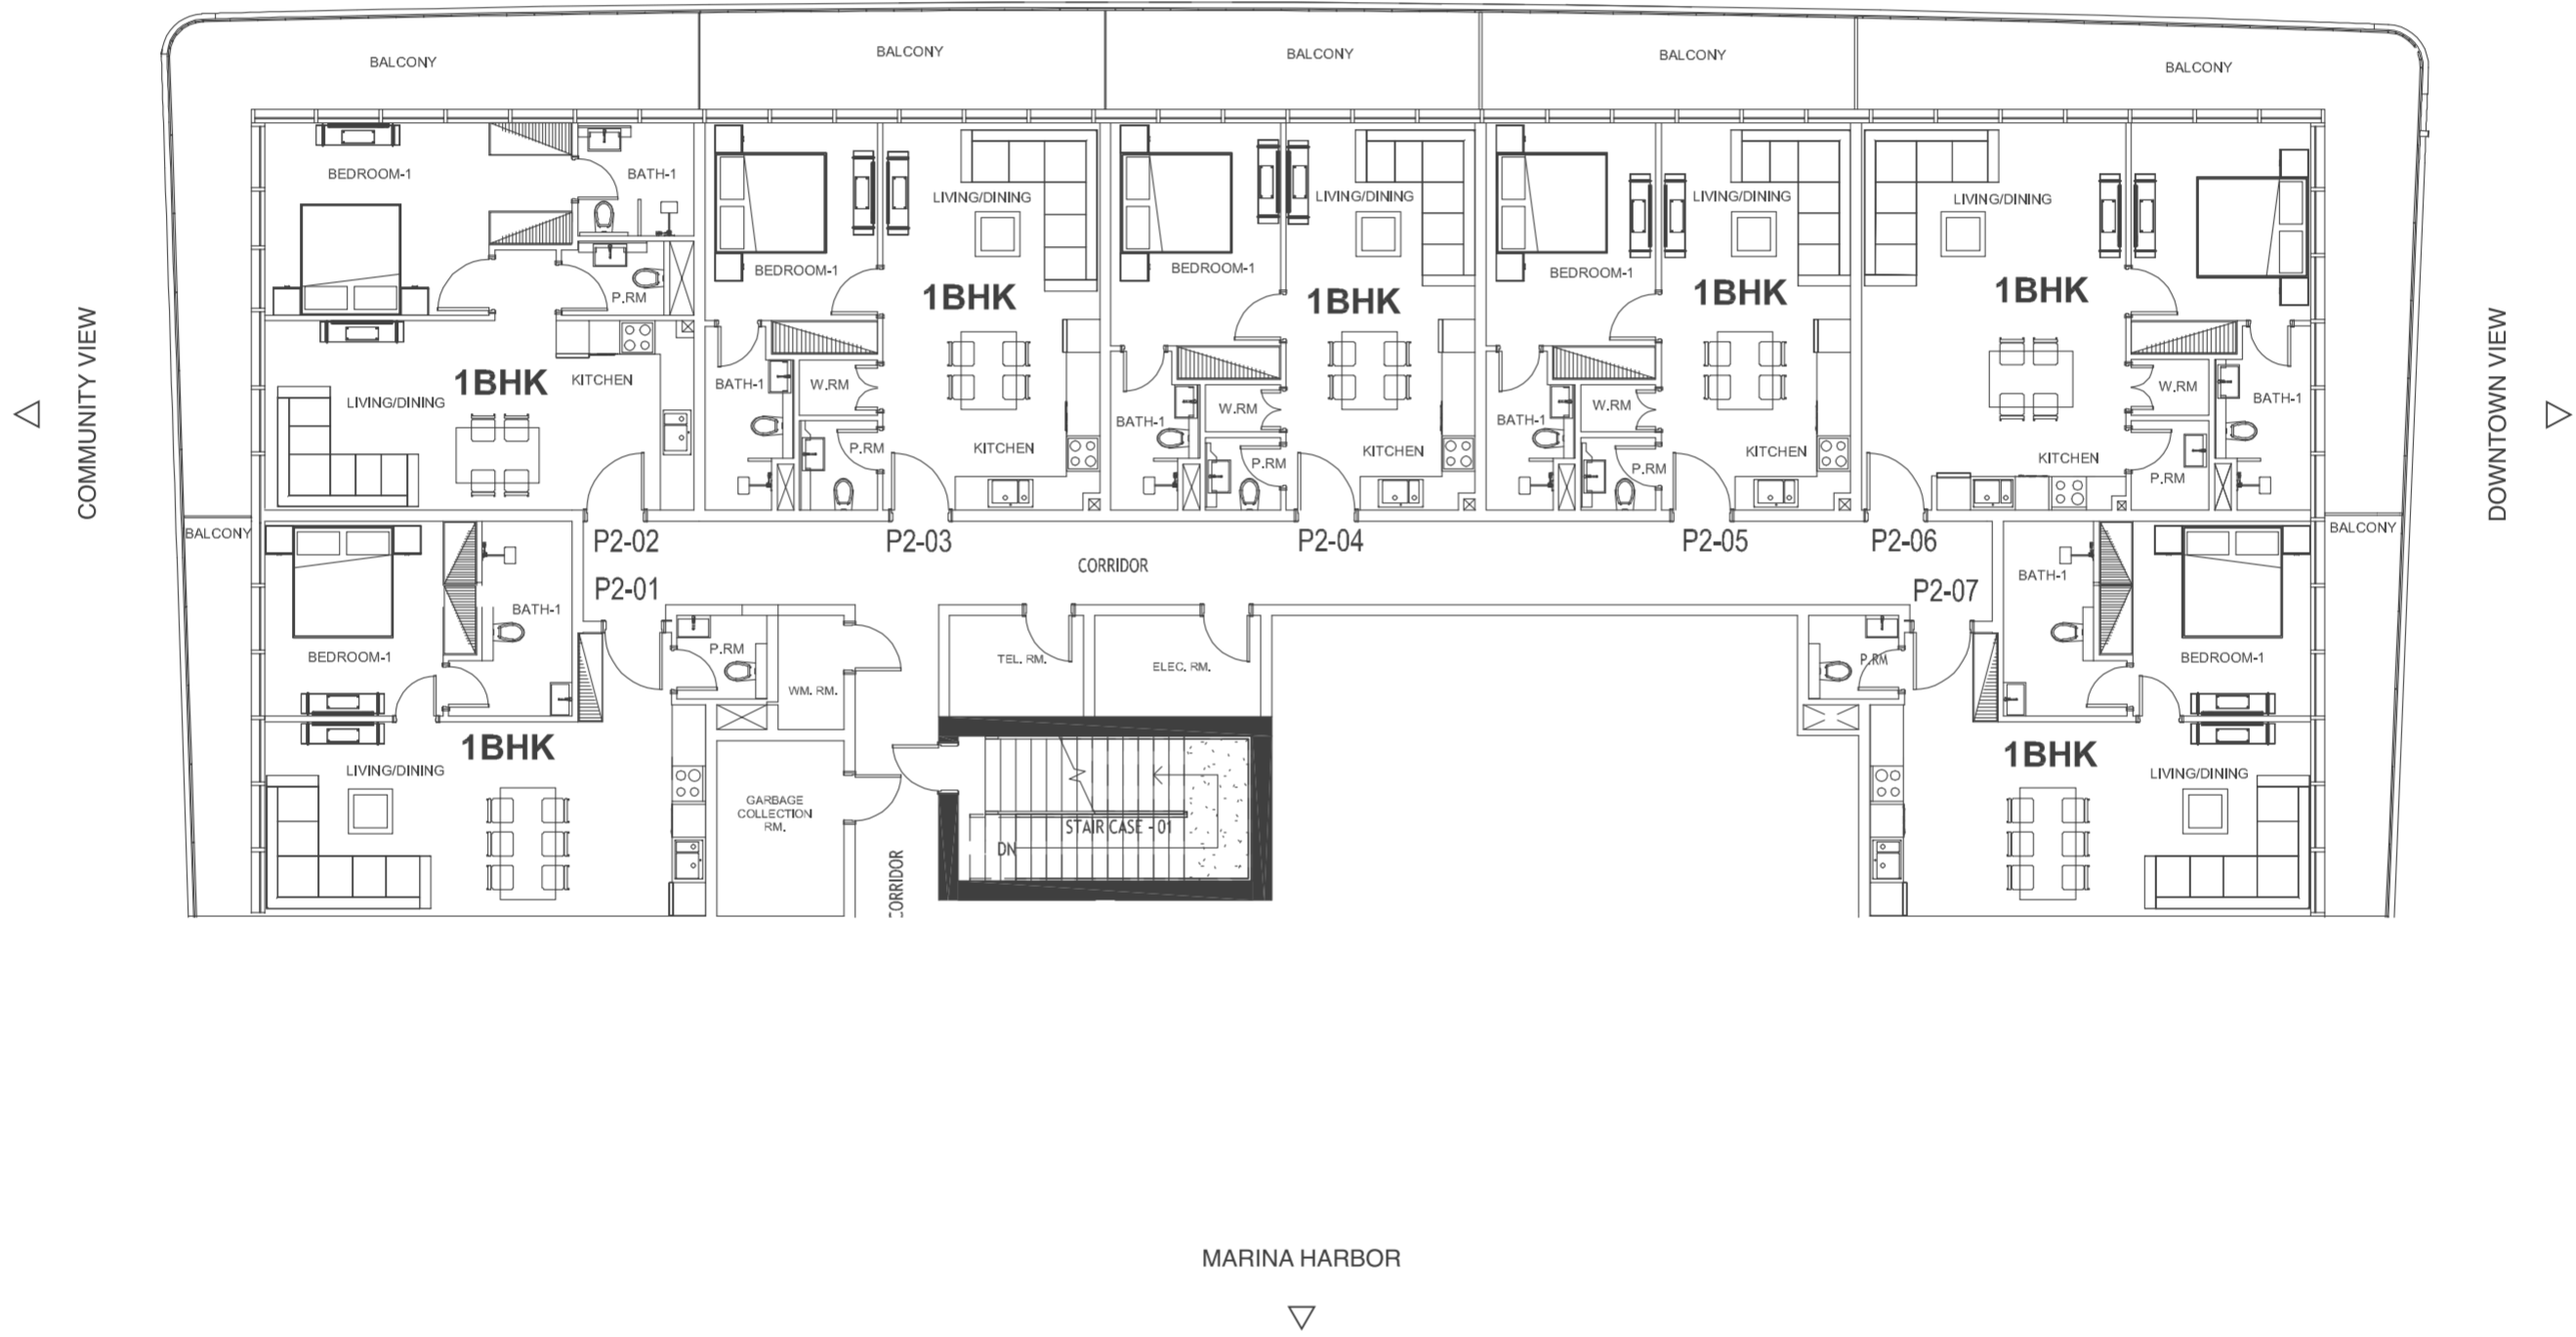 BALCONY
BALCONY
BALCONY
BALCONY
BALCONY
BEDROOM-1
BATH-1
P.RM
1BHK
KITCHEN
LIVING/DINING
LIVING/DINING
BEDROOM-1
1BHK
BATH-1
W.RM
P.RM
KITCHEN
LIVING/DINING
BEDROOM-1
1BHK
BATH-1
W.RM
P.RM
KITCHEN
LIVING/DINING
BEDROOM-1
1BHK
BATH-1
W.RM
P.RM
KITCHEN
LIVING/DINING
1BHK
W.RM
BATH-1
KITCHEN
P.RM
COMMUNITY VIEW
DOWNTOWN VIEW
BALCONY
BALCONY
P2-02
P2-03
P2-04
P2-05
P2-06
P2-01
CORRIDOR
P2-07
BATH-1
BEDROOM-1
P.RM
WM. RM.
TEL. RM.
ELEC. RM.
P.RM
BATH-1
BEDROOM-1
1BHK
LIVING/DINING
GARBAGE
COLLECTION
RM.
STAIR CASE - 01
DN
CORRIDOR
1BHK
LIVING/DINING
MARINA HARBOR